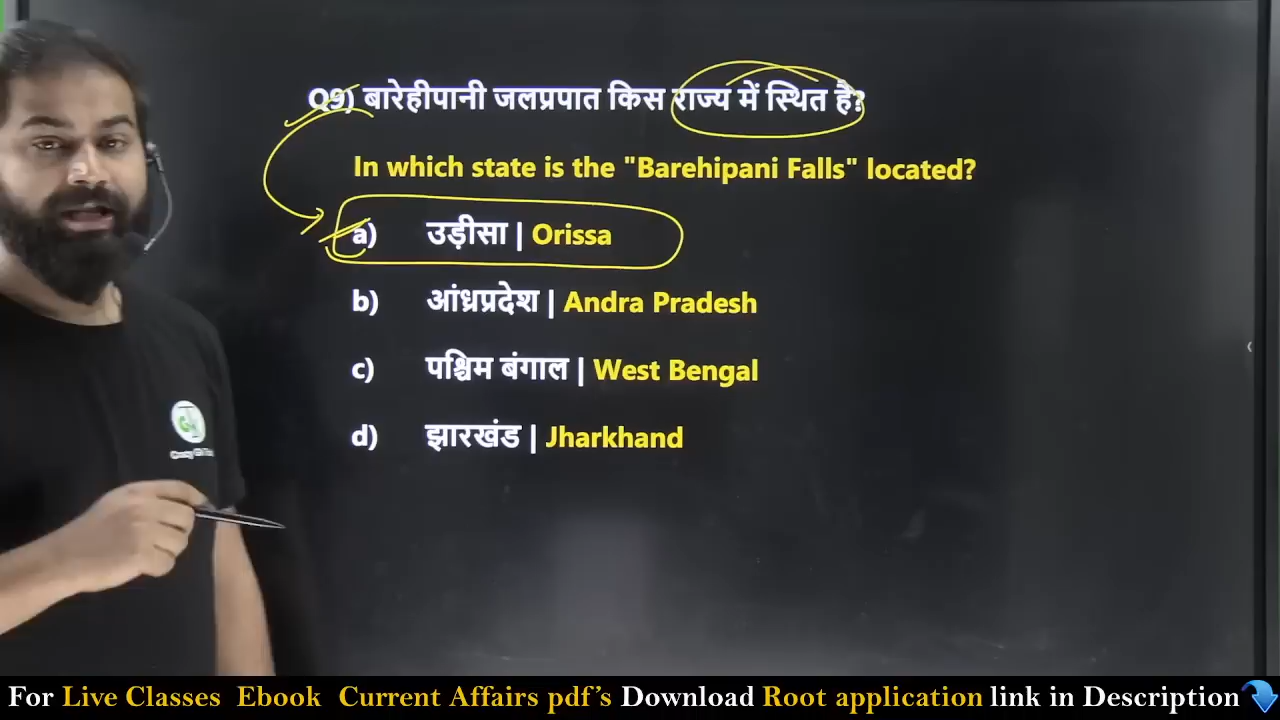 Q9) बारेहीपानी जलप्रपात किस राज्य में स्थित है?
In which state is the "Barehipani Falls" located?
a) उड़ीसा | Orissa
b) आंध्रप्रदेश | Andra Pradesh
c) पश्चिम बंगाल | West Bengal
d) झारखंड | Jharkhand
For Live Classes Ebook Current Affairs pdf's Download Root application link in Description